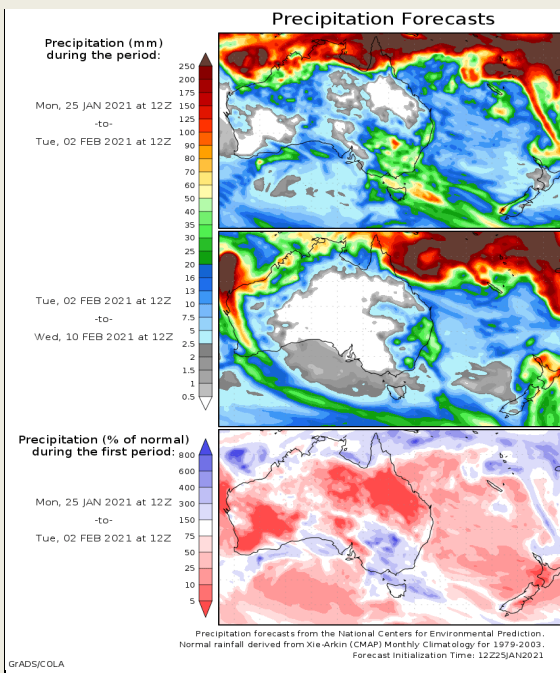 Precipitation Forecasts
Precipitation (mm)
during the period:
Mon, 25 JAN 2021 at 12Z
-to-
Tue, 02 FEB 2021 at 12Z
250
200
175
150
125
100
90
80
70
60
50
40
35
30
25
20
16
13
10
7.5
5
2.5
2
1.5
1
0.5
Tue, 02 FEB 2021 at 12Z
-to-
Wed, 10 FEB 2021 at 12Z
Precipitation (% of normal)
during the first period:
Mon, 25 JAN 2021 at 12Z
-to-
Tue, 02 FEB 2021 at 12Z
800
600
400
300
150
75
50
25
10
5
Precipitation forecasts from the National Centers for Environmental Prediction.
Normal rainfall derived from Xie-Arkin (CMAP) Monthly Climatology for 1979-2003.
Forecast Initialization Time: 12Z25JAN2021
GrADS/COLA